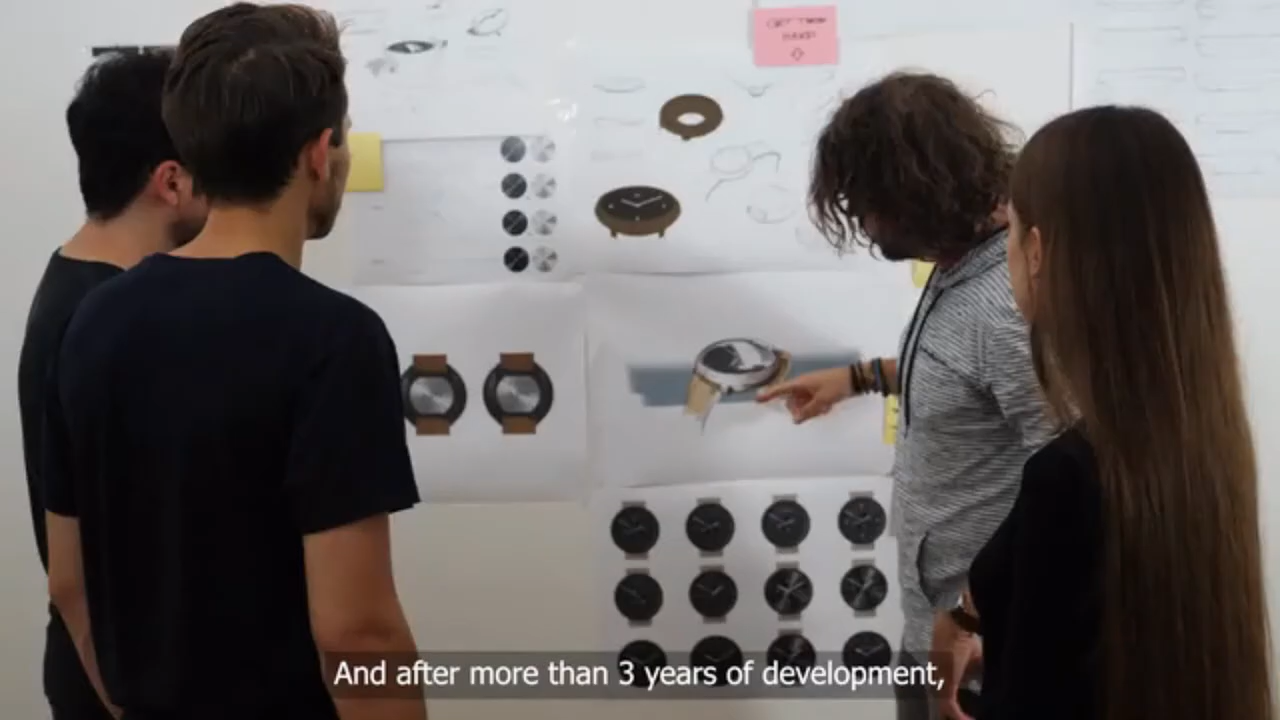 And after more than 3 years of development,